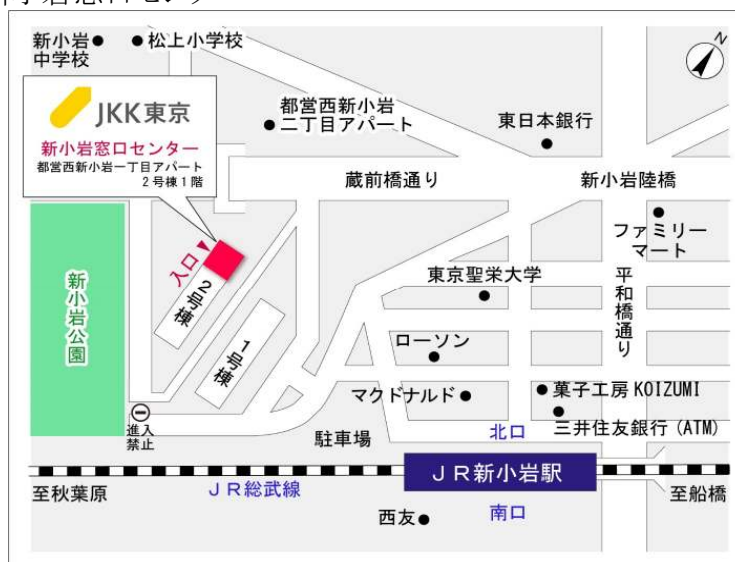 新小岩
中学校
松上小学校
N
JKK東京
新小岩窓口センター
都営西新小岩一丁目アパート
2号棟1階
都営西新小岩
二丁目アパート
東日本銀行
蔵前橋通り
新小岩陸橋
ファミリー
マート
新小岩公園
入口
2号棟
1号棟
東京聖栄大学
平和橋通り
ローソン
マクドナルド
菓子工房 KOIZUMI
三井住友銀行 (ATM)
進入
禁止
駐車場
北口
JR新小岩駅
至秋葉原
JR総武線
至船橋
西友
南口